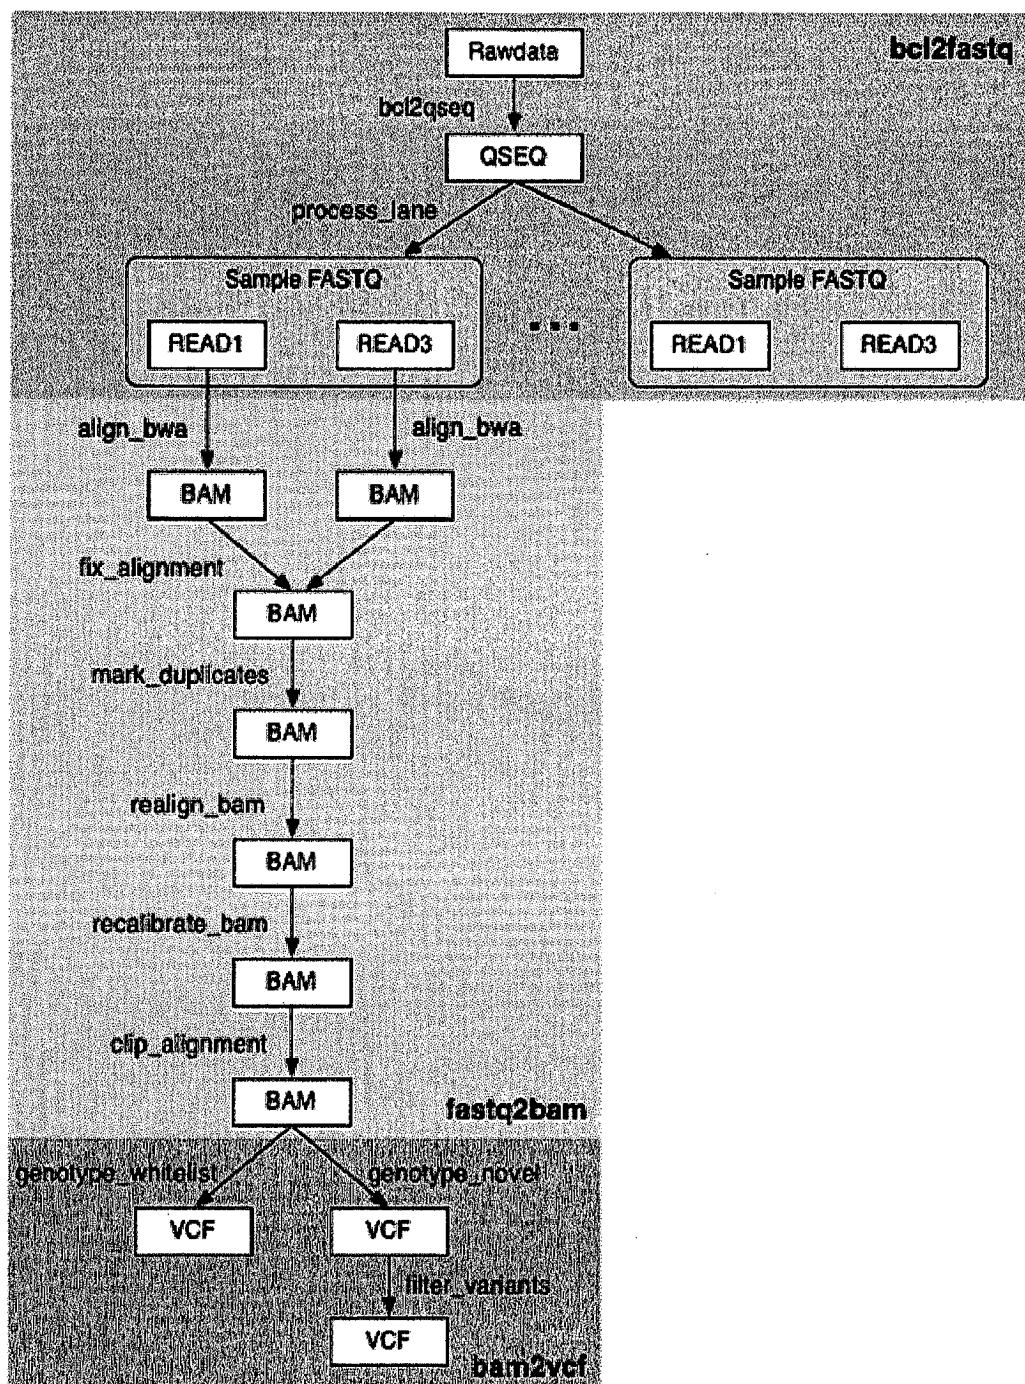 Rawdata
bcl2fastq
bcl2qseq
QSEQ
process_lane
Sample FASTQ
Sample FASTQ
READ1
READ3
...
READ1
READ3
align_bwa
align_bwa
BAM
BAM
fix_alignment
BAM
mark_duplicates
BAM
realign_bam
BAM
recalibrate_bam
BAM
clip_alignment
BAM
fastq2bam
genotype_whitelist
genotype_novel
VCF
VCF
filter_variants
VCF
bam2vcf